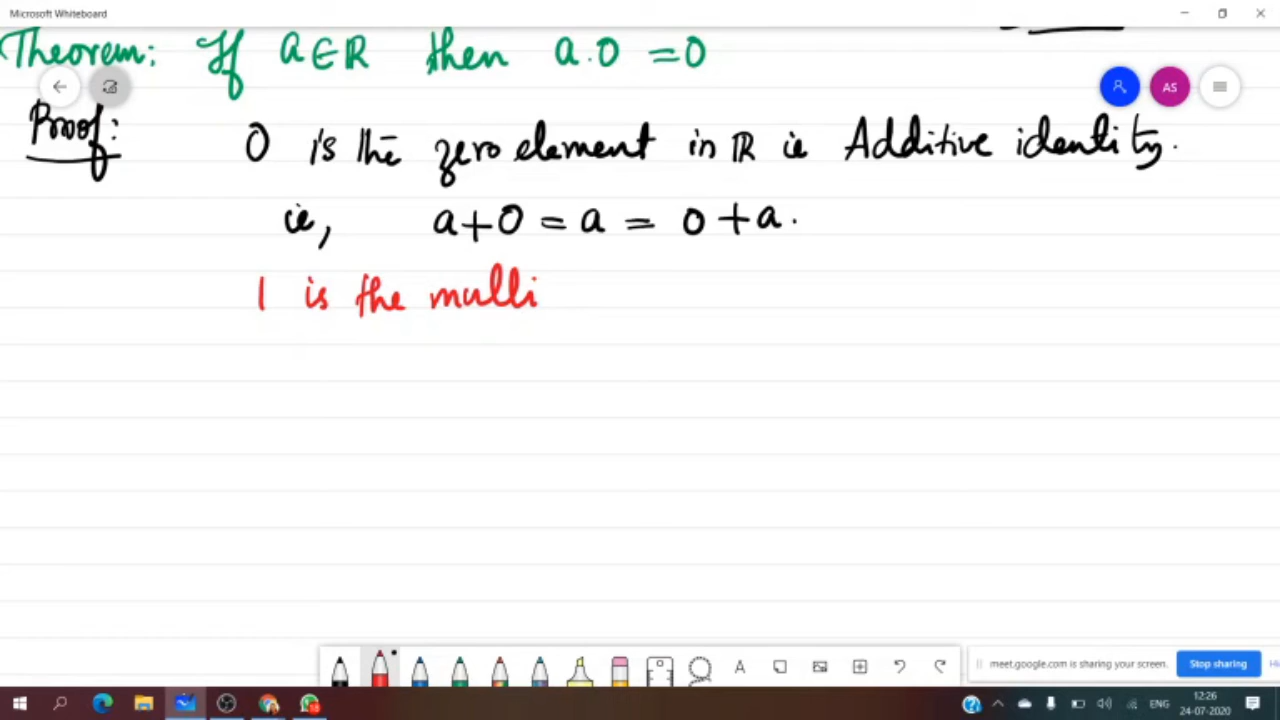 Microsoft Whiteboard
Theorem: If a∈R then a.0 =0
AS
Proof: 0 is the zero element in ℝ ie Additive identity.
ie, a+0 = a = 0+a.
1 is the multi
A
meet.google.com is sharing your screen. Stop sharing Hi
ENG 12:26
24-07-2020